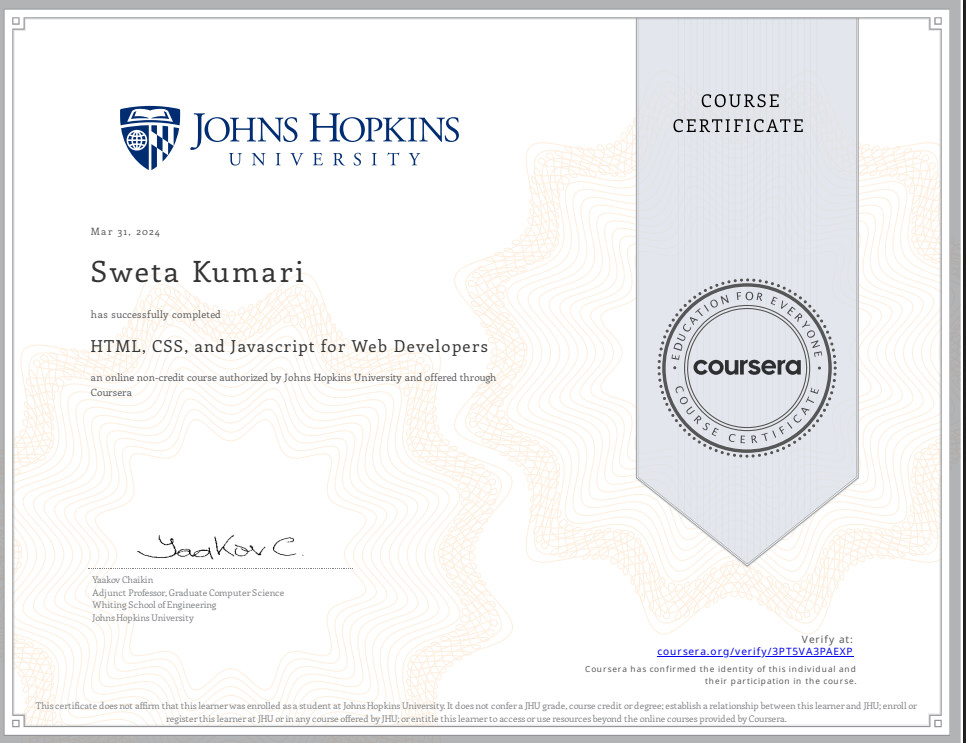 JOHNS HOPKINS
UNIVERSITY
COURSE
CERTIFICATE
Mar 31, 2024
Sweta Kumari
has successfully completed
HTML, CSS, and Javascript for Web Developers
an online non-credit course authorized by Johns Hopkins University and offered through
Coursera
EDUCATION FOR EVERYONE
coursera
COURSE CERTIFICATE
Yaakov C.
Yaakov Chaikin
Adjunct Professor, Graduate Computer Science
Whiting School of Engineering
Johns Hopkins University
Verify at:
coursera.org/verify/3PT5VA3PAEXP
Coursera has confirmed the identity of this individual and
their participation in the course.
This certificate does not affirm that this learner was enrolled as a student at Johns Hopkins University. It does not confer a JHU grade, course credit or degree; establish a relationship between this learner and JHU; enroll or
register this learner at JHU or in any course offered by JHU; or entitle this learner to access or use resources beyond the online courses provided by Coursera.